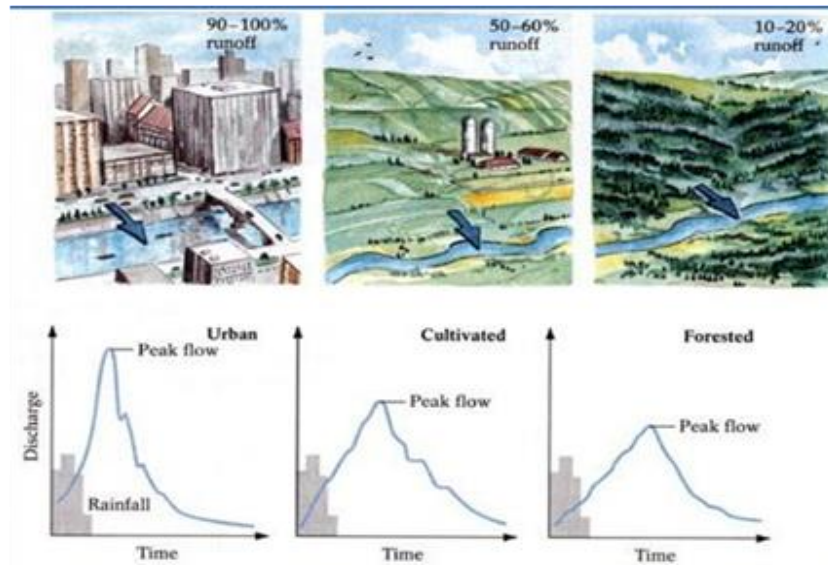 90–100%
runoff
50–60%
runoff
10–20%
runoff
Urban
Peak flow
Discharge
Rainfall
Time
Cultivated
Peak flow
Time
Forested
Peak flow
Time